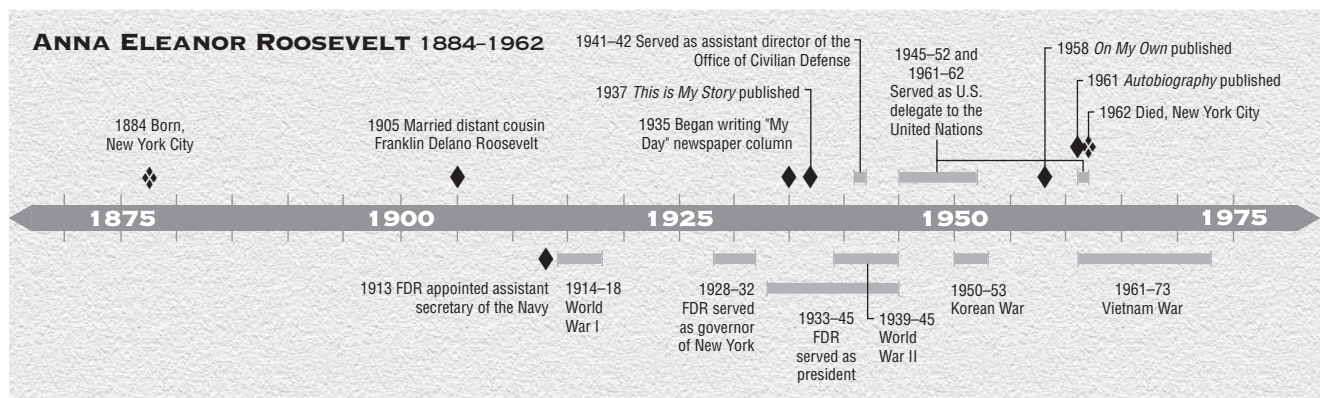 ANNA ELEANOR ROOSEVELT 1884–1962
1884 Born,
New York City
1905 Married distant cousin
Franklin Delano Roosevelt
1941–42 Served as assistant director of the
Office of Civilian Defense
1937 This is My Story published
1935 Began writing "My
Day" newspaper column
1945–52 and
1961–62
Served as U.S.
delegate to the
United Nations
1958 On My Own published
1961 Autobiography published
1962 Died, New York City
1875 1900 1925 1950 1975
1913 FDR appointed assistant
secretary of the Navy
1914–18
World
War I
1928–32
FDR served
as governor
of New York
1933–45
FDR
served as
president
1939–45
World
War II
1950–53
Korean War
1961–73
Vietnam War